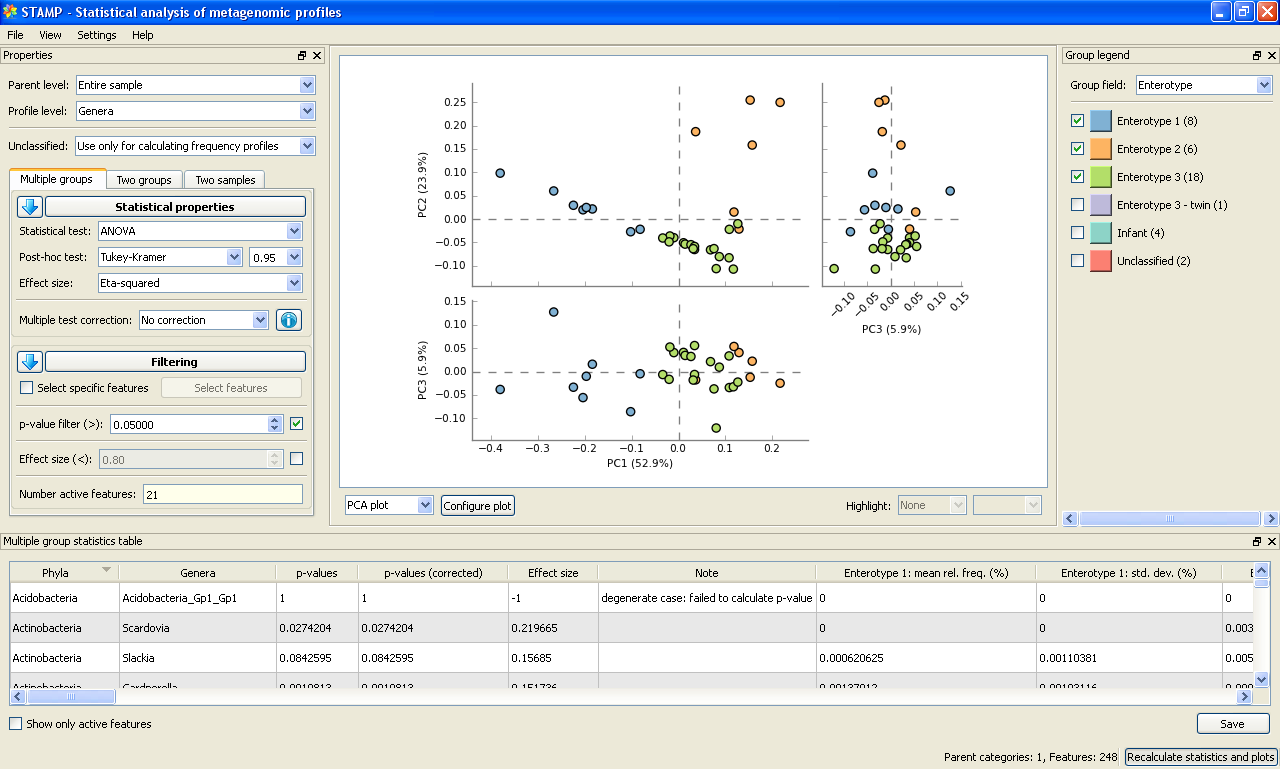 STAMP - Statistical analysis of metagenomic profiles
File View Settings Help
Properties
Parent level: Entire sample
Profile level: Genera
Unclassified: Use only for calculating frequency profiles
Multiple groups Two groups Two samples
Statistical properties
Statistical test: ANOVA
Post-hoc test: Tukey-Kramer 0.95
Effect size: Eta-squared
Multiple test correction: No correction
Filtering
Select specific features Select features
p-value filter (>): 0.05000
Effect size (<): 0.80
Number active features: 21
0.25
0.20
0.15
0.10
0.05
0.00
−0.05
−0.10
PC2 (23.9%)
−0.10 −0.05 0.00 0.05 0.10 0.15
PC3 (5.9%)
0.15
0.10
0.05
0.00
−0.05
−0.10
PC3 (5.9%)
−0.4 −0.3 −0.2 −0.1 0.0 0.1 0.2
PC1 (52.9%)
PCA plot Configure plot Highlight: None
Group legend
Group field: Enterotype
Enterotype 1 (8)
Enterotype 2 (6)
Enterotype 3 (18)
Enterotype 3 - twin (1)
Infant (4)
Unclassified (2)
Multiple group statistics table
Phyla Genera p-values p-values (corrected) Effect size Note Enterotype 1: mean rel. freq. (%) Enterotype 1: std. dev. (%)
Acidobacteria Acidobacteria_Gp1_Gp1 1 1 -1 degenerate case: failed to calculate p-value 0 0 0
Actinobacteria Scardovia 0.0274204 0.0274204 0.219665 0 0 0.003
Actinobacteria Slackia 0.0842595 0.0842595 0.15685 0.000620625 0.00110381 0.005
Show only active features Save
Parent categories: 1, Features: 248 Recalculate statistics and plots